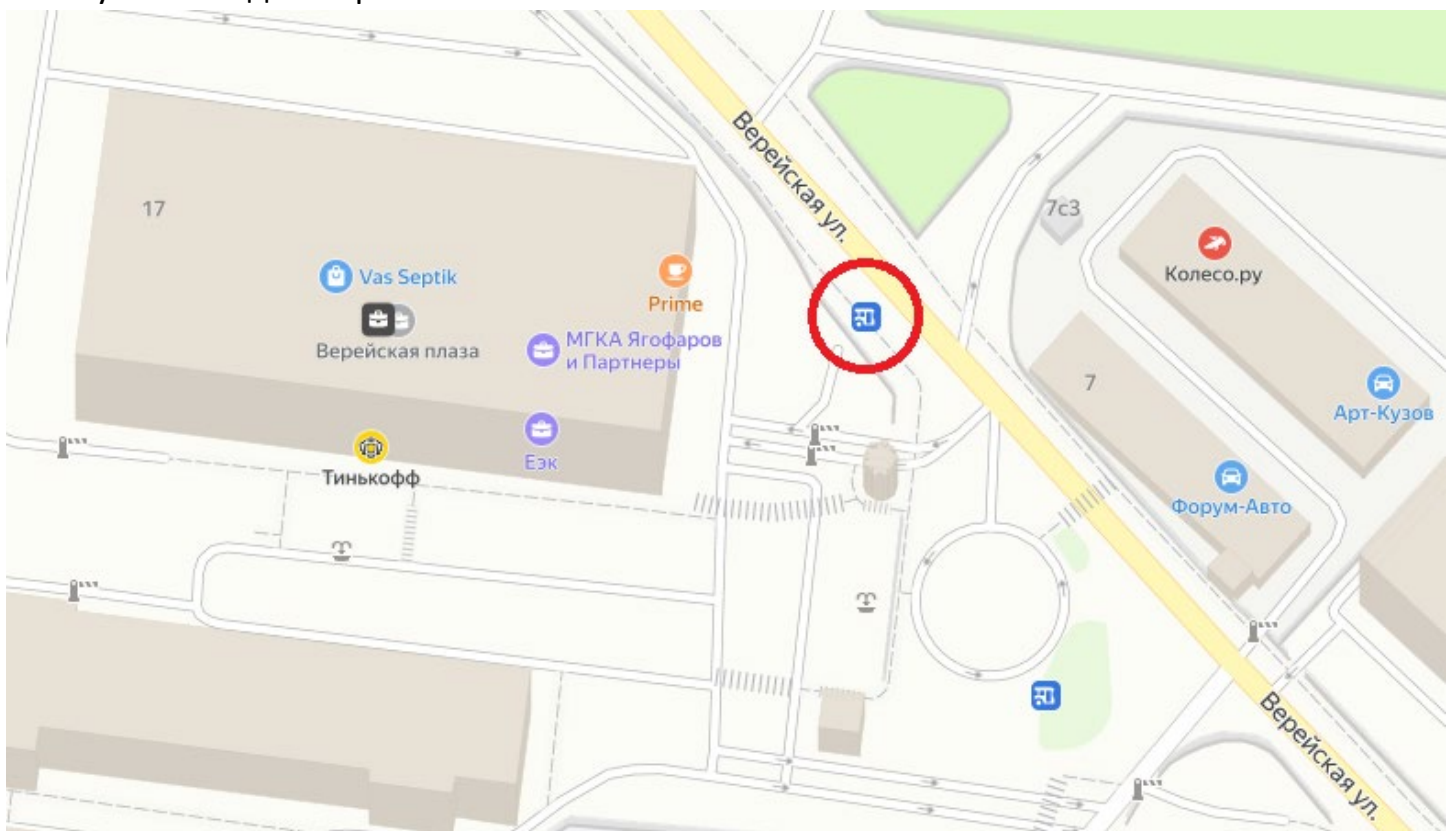 Верейская ул.
17
7с3
Колесо.ру
Vas Septik
Prime
Верейская плаза
МГКА Ягофаров
и Партнеры
7
Арт-Кузов
Еэк
Тинькофф
Форум-Авто
Верейская ул.